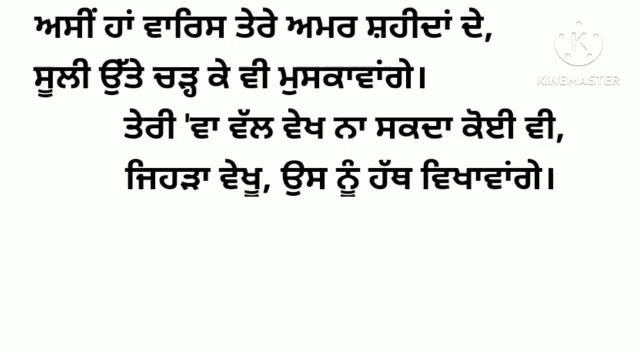 ਅਸੀਂ ਹਾਂ ਵਾਰਿਸ ਤੇਰੇ ਅਮਰ ਸ਼ਹੀਦਾਂ ਦੇ,
ਸੂਲੀ ਉੱਤੇ ਚੜ੍ਹ ਕੇ ਵੀ ਮੁਸਕਾਵਾਂਗੇ।
ਤੇਰੀ 'ਵਾ ਵੱਲ ਵੇਖ ਨਾ ਸਕਦਾ ਕੋਈ ਵੀ,
ਜਿਹੜਾ ਵੇਖੂ, ਉਸ ਨੂੰ ਹੱਥ ਵਿਖਾਵਾਂਗੇ।
KINEMASTER